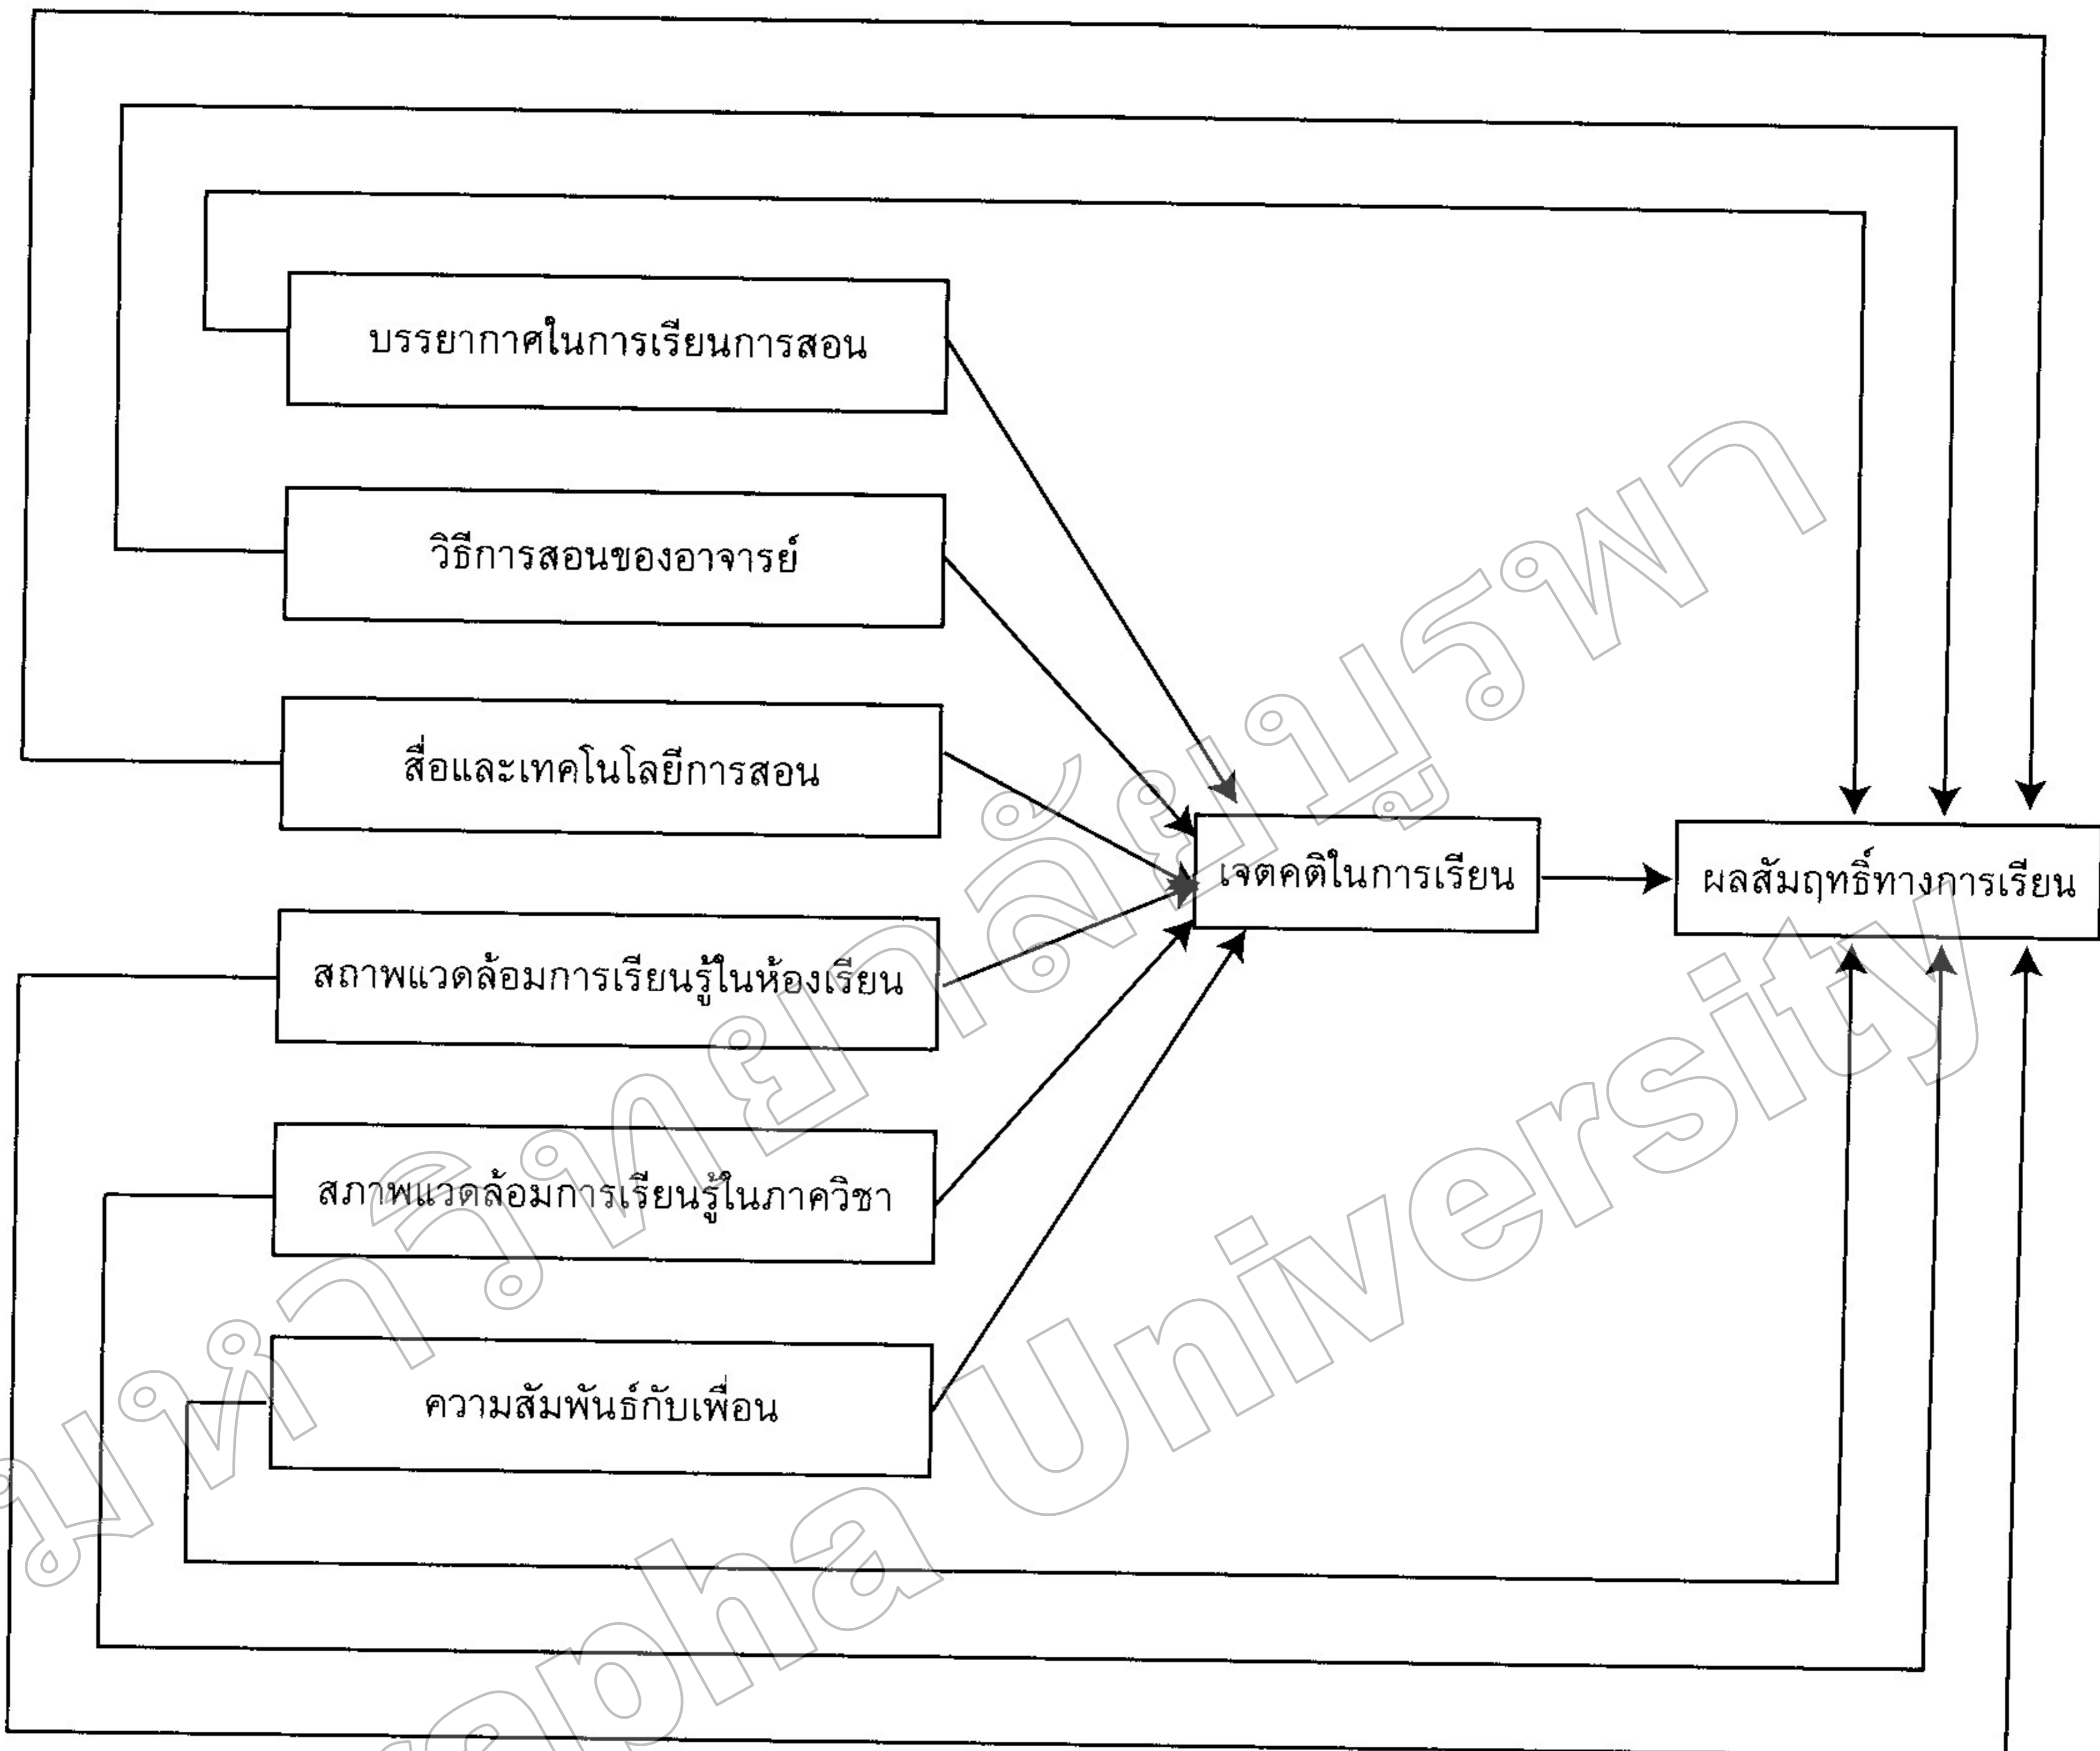 บรรยากาศในการเรียนการสอน
วิธีการสอนของอาจารย์
สื่อและเทคโนโลยีการสอน
เจตคติในการเรียน
ผลสัมฤทธิ์ทางการเรียน
สถาพแวดล้อมการเรียนรู้ในห้องเรียน
สภาพแวดล้อมการเรียนรู้ในภาควิชา
ความสัมพันธ์กับเพื่อน
มหาวิทยาลัยบูรพา
apha University